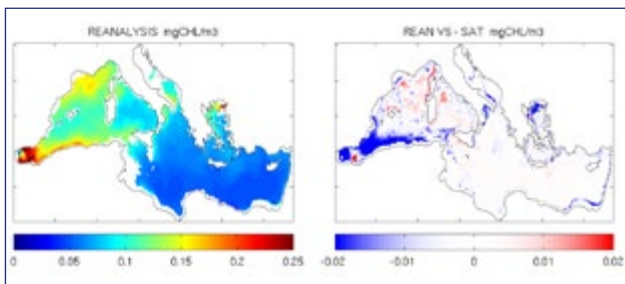 REANALYSIS mgCHL/m3
REAN VS - SAT mgCHL/m3
0 0.05 0.1 0.15 0.2 0.25
-0.02 -0.01 0 0.01 0.02